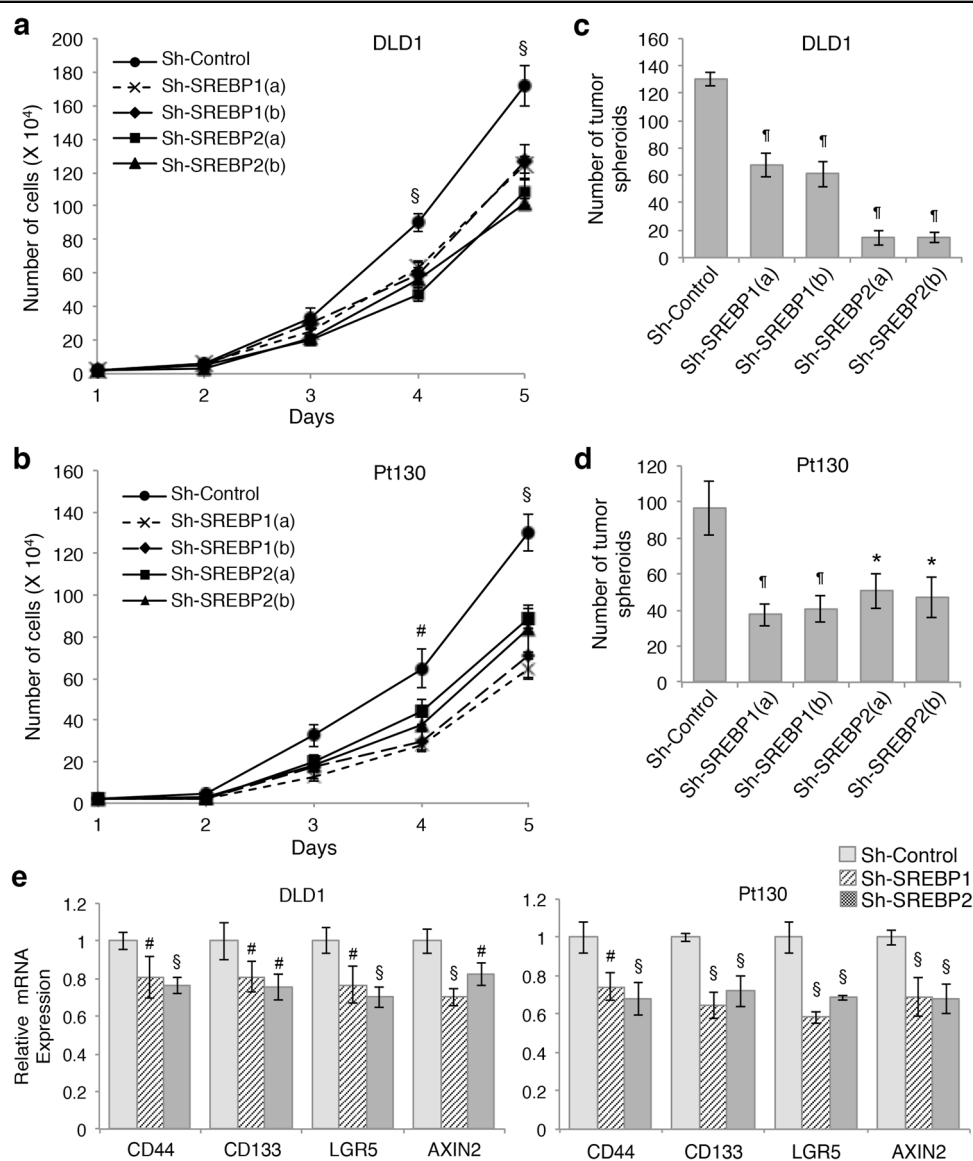 a
DLD1
Number of cells (X 10⁴)
200
180
160
140
120
100
80
60
40
20
0
Sh-Control
Sh-SREBP1(a)
Sh-SREBP1(b)
Sh-SREBP2(a)
Sh-SREBP2(b)
§
§
1 2 3 4 5
Days
c
DLD1
Number of tumor
spheroids
160
140
120
100
80
60
40
20
0
¶ ¶ ¶ ¶
Sh-Control
Sh-SREBP1(a)
Sh-SREBP1(b)
Sh-SREBP2(a)
Sh-SREBP2(b)
b
Pt130
Number of cells (X 10⁴)
160
140
120
100
80
60
40
20
0
Sh-Control
Sh-SREBP1(a)
Sh-SREBP1(b)
Sh-SREBP2(a)
Sh-SREBP2(b)
#
§
1 2 3 4 5
Days
d
Pt130
Number of tumor
spheroids
120
100
80
60
40
20
0
¶ ¶ * *
Sh-Control
Sh-SREBP1(a)
Sh-SREBP1(b)
Sh-SREBP2(a)
Sh-SREBP2(b)
e
Sh-Control
Sh-SREBP1
Sh-SREBP2
DLD1
Relative mRNA
Expression
1.2
1
0.8
0.6
0.4
0.2
0
# § # # # § § #
CD44 CD133 LGR5 AXIN2
Pt130
1.2
1
0.8
0.6
0.4
0.2
0
# § § § § § § §
CD44 CD133 LGR5 AXIN2